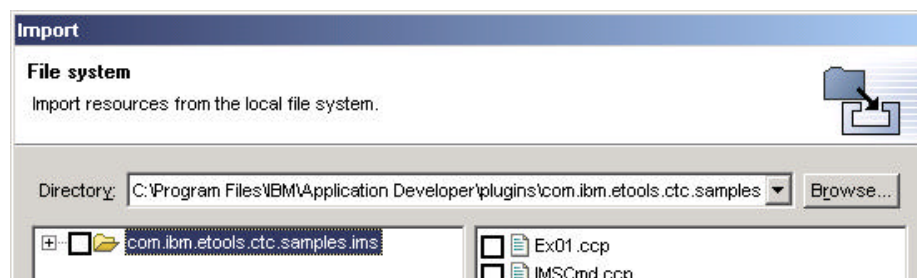 Import
File system
Import resources from the local file system.
Directory: C:\Program Files\IBM\Application Developer\plugins\com.ibm.etools.ctc.samples Browse...
com.ibm.etools.ctc.samples.ims Ex01.ccp
IMSCmd.ccp